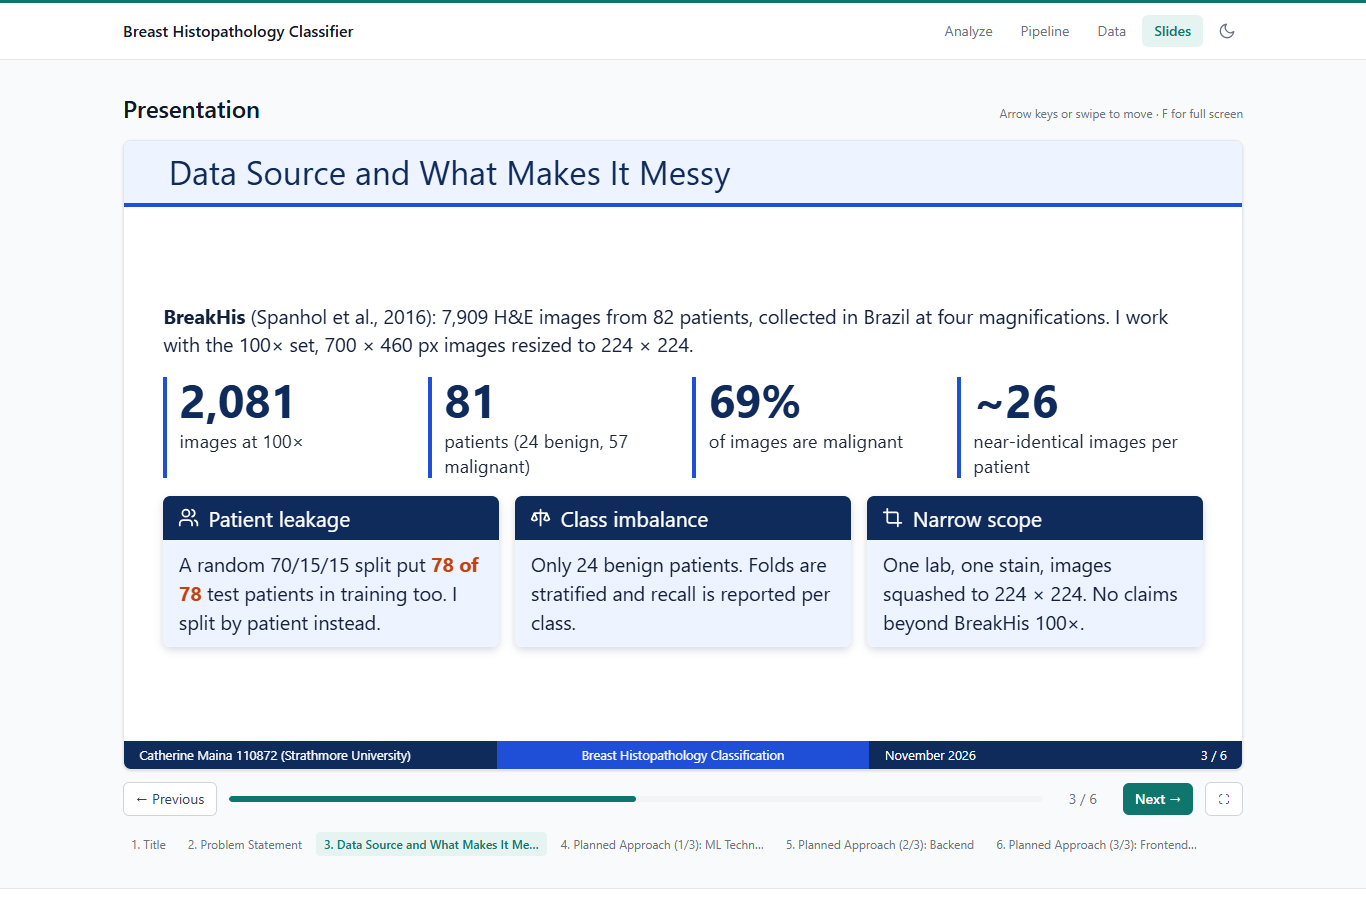 Breast Histopathology Classifier
Analyze
Pipeline
Data
Slides
Presentation
Arrow keys or swipe to move · F for full screen
Data Source and What Makes It Messy
BreakHis (Spanhol et al., 2016): 7,909 H&E images from 82 patients, collected in Brazil at four magnifications. I work
with the 100× set, 700 × 460 px images resized to 224 × 224.
2,081
images at 100×
81
patients (24 benign, 57
malignant)
69%
of images are malignant
~26
near-identical images per
patient
Patient leakage
A random 70/15/15 split put 78 of
78 test patients in training too. I
split by patient instead.
Class imbalance
Only 24 benign patients. Folds are
stratified and recall is reported per
class.
Narrow scope
One lab, one stain, images
squashed to 224 × 224. No claims
beyond BreakHis 100×.
Catherine Maina 110872 (Strathmore University)
Breast Histopathology Classification
November 2026
3 / 6
← Previous
3 / 6
Next →
1. Title
2. Problem Statement
3. Data Source and What Makes It Me...
4. Planned Approach (1/3): ML Techn...
5. Planned Approach (2/3): Backend
6. Planned Approach (3/3): Frontend...